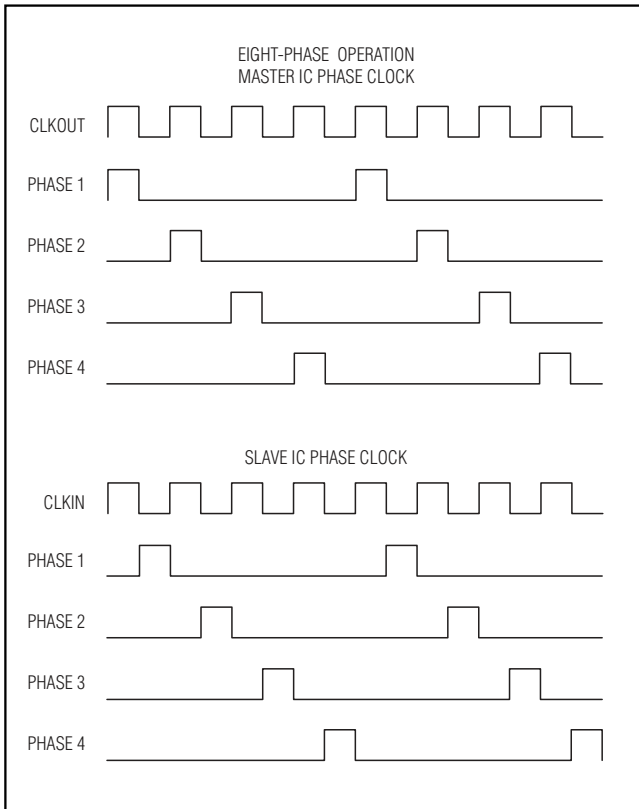 EIGHT-PHASE OPERATION
MASTER IC PHASE CLOCK
CLKOUT
PHASE 1
PHASE 2
PHASE 3
PHASE 4
SLAVE IC PHASE CLOCK
CLKIN
PHASE 1
PHASE 2
PHASE 3
PHASE 4